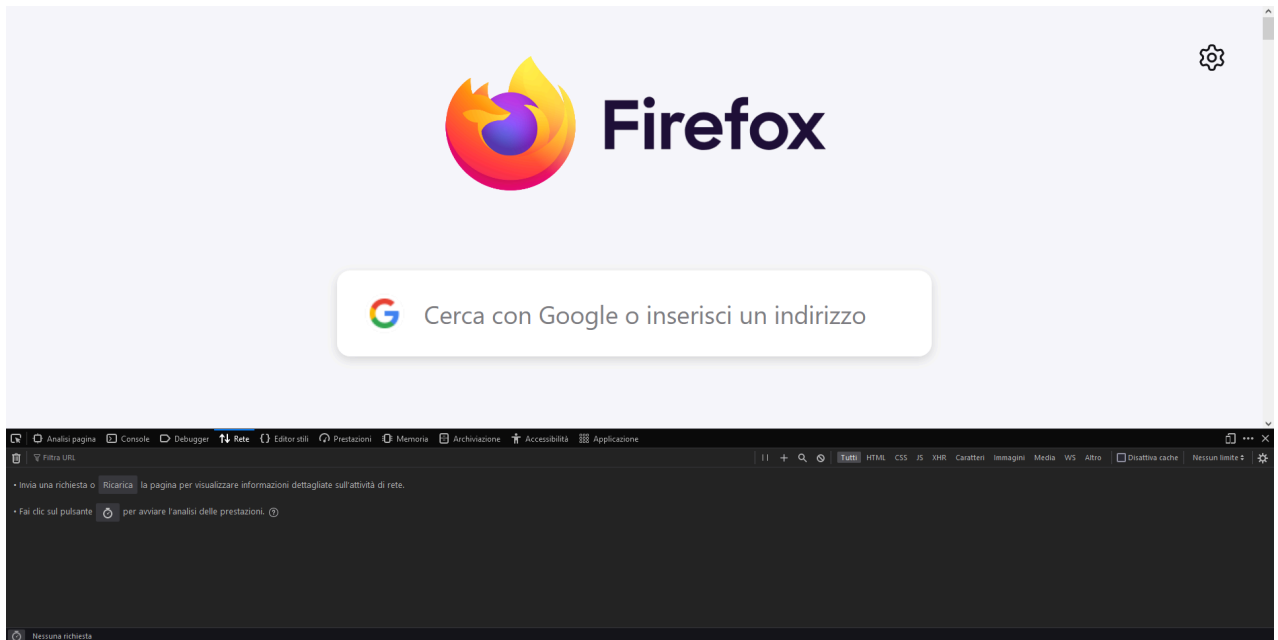 Firefox
Cerca con Google o inserisci un indirizzo
Analisi pagina Console Debugger Rete Editor stili Prestazioni Memoria Archiviazione Accessibilità Applicazione
Filtra URL Tutti HTML CSS JS XHR Caratteri Immagini Media WS Altro Disattiva cache Nessun limite
• Invia una richiesta o Ricarica la pagina per visualizzare informazioni dettagliate sull'attività di rete.
• Fai clic sul pulsante per avviare l'analisi delle prestazioni.
Nessuna richiesta